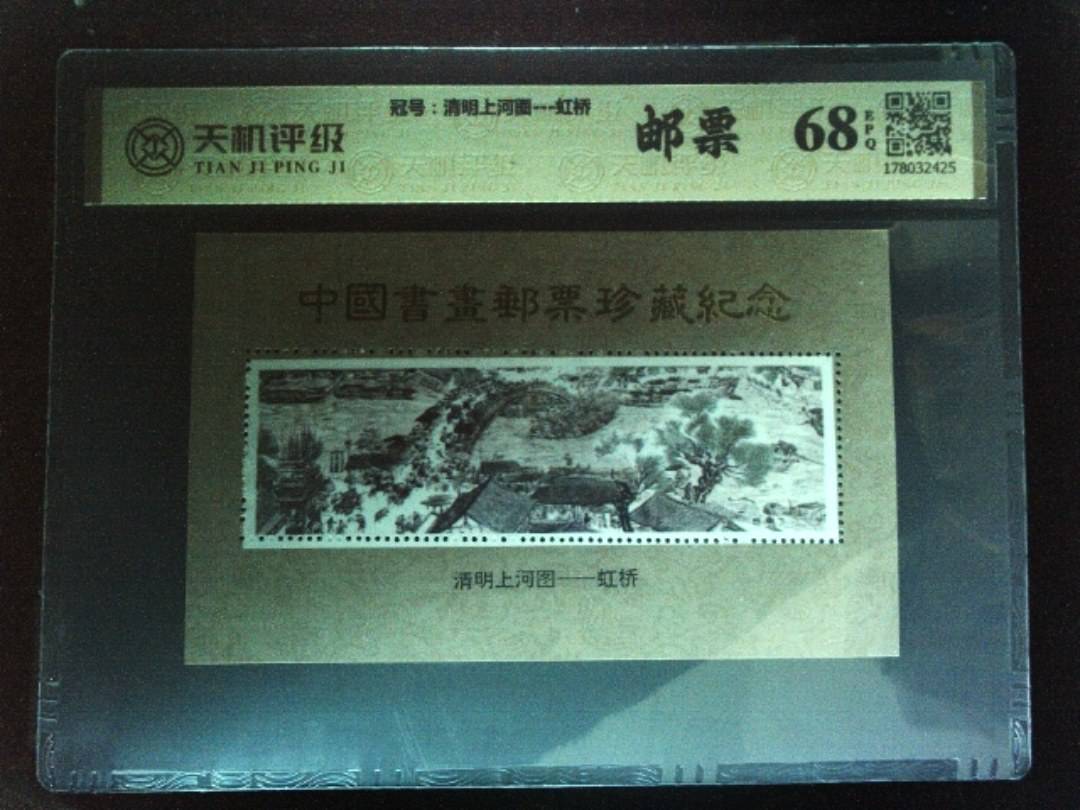 冠号：清明上河图---虹桥
天机评级
TIAN JI PING JI
邮票
68
EPQ
178032425
中國書畫郵票珍藏紀念
清明上河图——虹桥